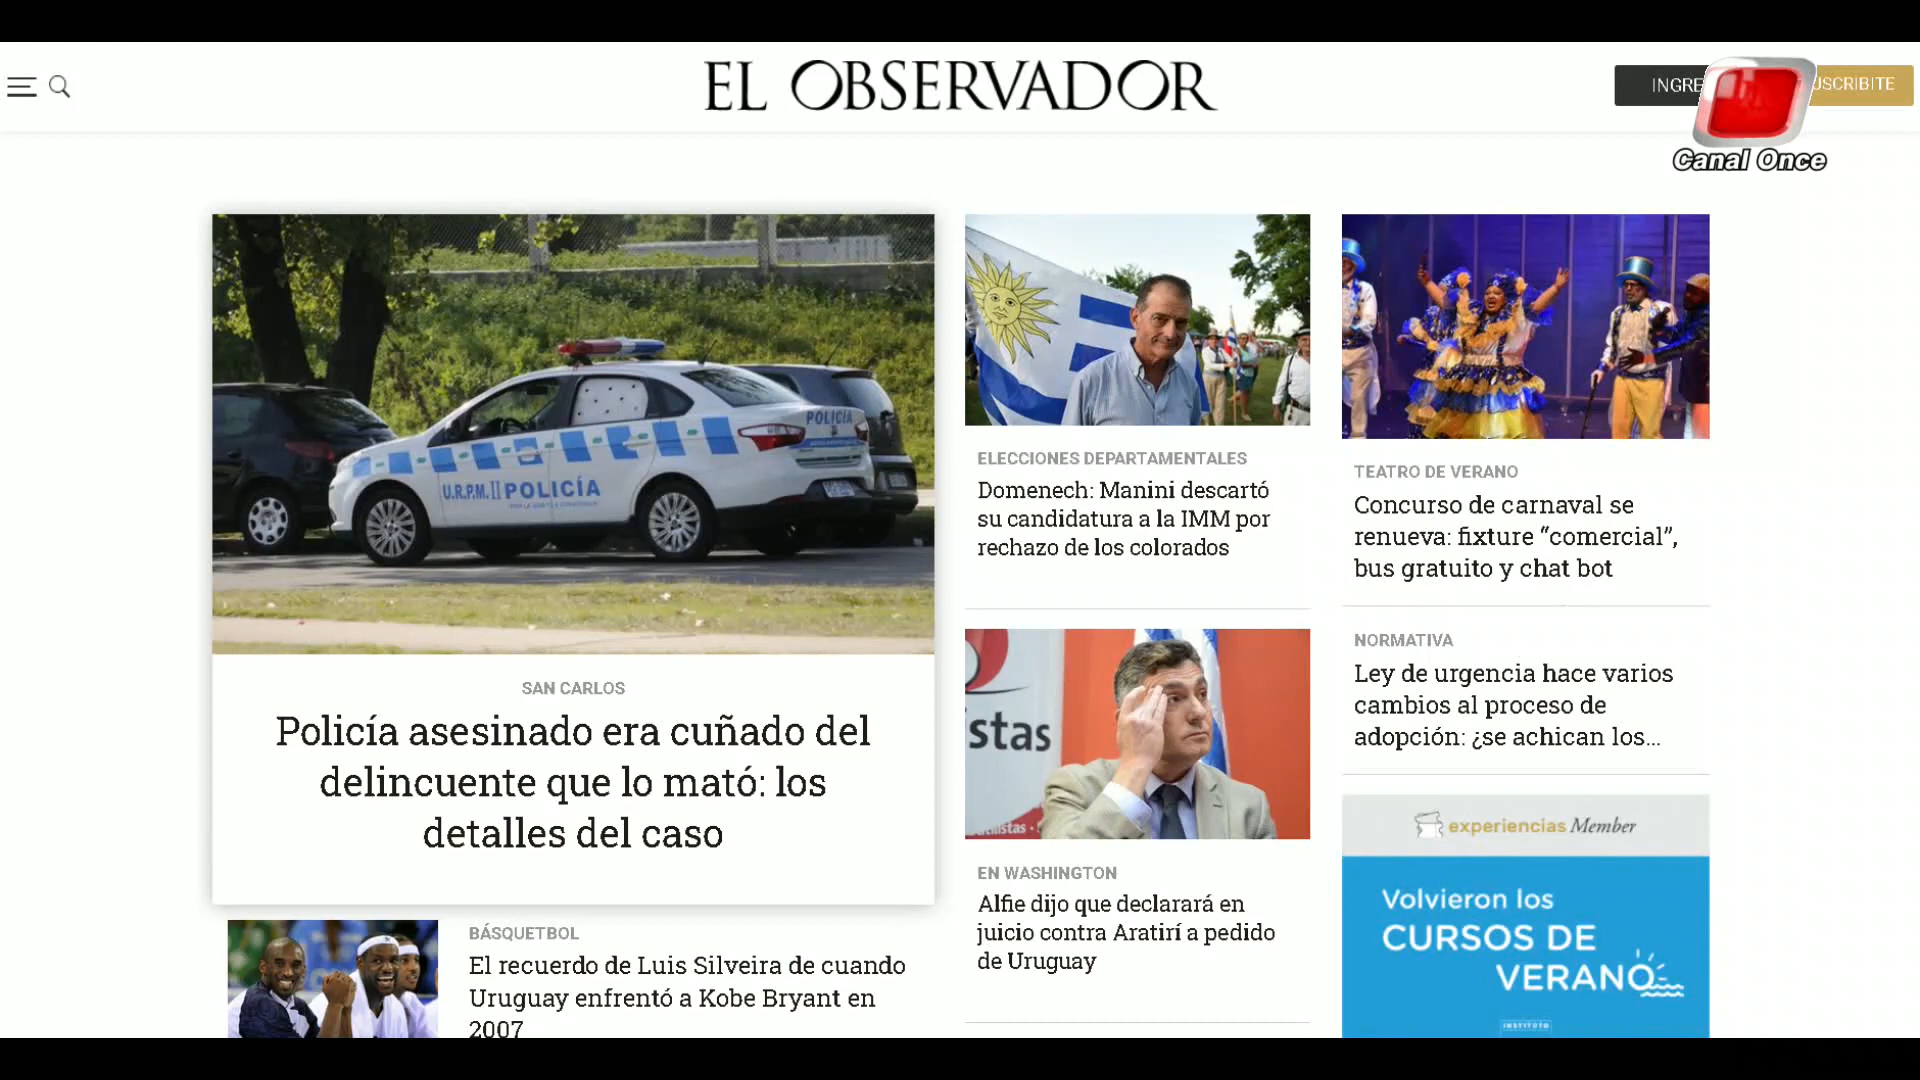 EL OBSERVADOR
INGRE
USCRIBITE
Canal Once
POLICÍA
U.R.P.M. II POLICÍA
SAN CARLOS
Policía asesinado era cuñado del
delincuente que lo mató: los
detalles del caso
BÁSQUETBOL
El recuerdo de Luis Silveira de cuando
Uruguay enfrentó a Kobe Bryant en
2007
ELECCIONES DEPARTAMENTALES
Domenech: Manini descartó
su candidatura a la IMM por
rechazo de los colorados
istas
EN WASHINGTON
Alfie dijo que declarará en
juicio contra Aratirí a pedido
de Uruguay
TEATRO DE VERANO
Concurso de carnaval se
renueva: fixture “comercial”,
bus gratuito y chat bot
NORMATIVA
Ley de urgencia hace varios
cambios al proceso de
adopción: ¿se achican los...
experiencias Member
Volvieron los
CURSOS DE
VERANO
INSTITUTO